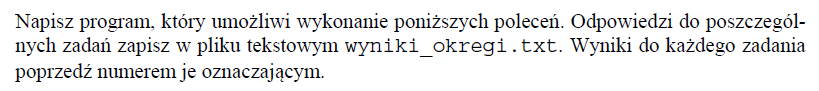 Napisz program, który umożliwi wykonanie poniższych poleceń. Odpowiedzi do poszczegól-
nych zadań zapisz w pliku tekstowym wyniki_okregi.txt. Wyniki do każdego zadania
poprzedź numerem je oznaczającym.